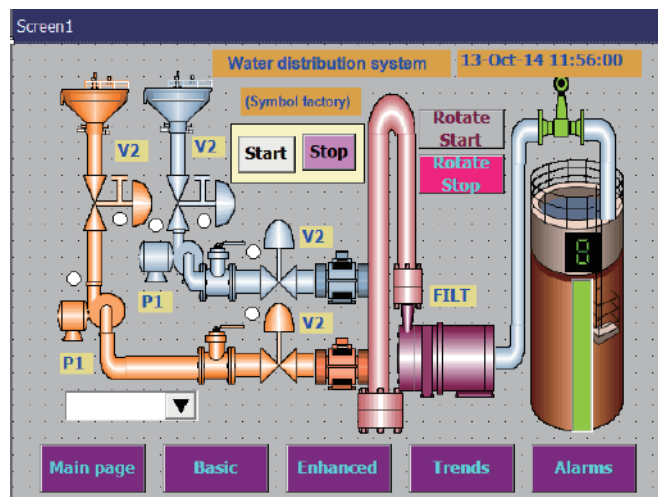 Screen1
Water distribution system
13-Oct-14 11:56:00
(Symbol factory)
Rotate
Start
Start
Stop
Rotate
Stop
V2
V2
V2
P1
FILT
V2
P1
8
Main page
Basic
Enhanced
Trends
Alarms